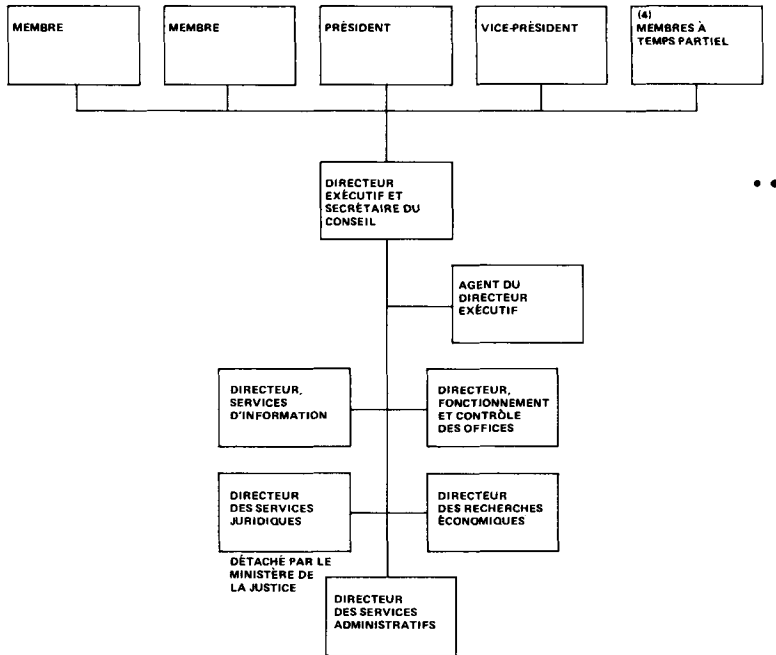 MEMBRE
MEMBRE
PRÉSIDENT
VICE-PRÉSIDENT
(4)
MEMBRES À
TEMPS PARTIEL
DIRECTEUR
EXÉCUTIF ET
SECRÉTAIRE DU
CONSEIL
AGENT DU
DIRECTEUR
EXÉCUTIF
DIRECTEUR,
SERVICES
D'INFORMATION
DIRECTEUR,
FONCTIONNEMENT
ET CONTRÔLE
DES OFFICES
DIRECTEUR
DES SERVICES
JURIDIQUES
DIRECTEUR
DES RECHERCHES
ÉCONOMIQUES
DÉTACHÉ PAR LE
MINISTÈRE DE
LA JUSTICE
DIRECTEUR
DES SERVICES
ADMINISTRATIFS